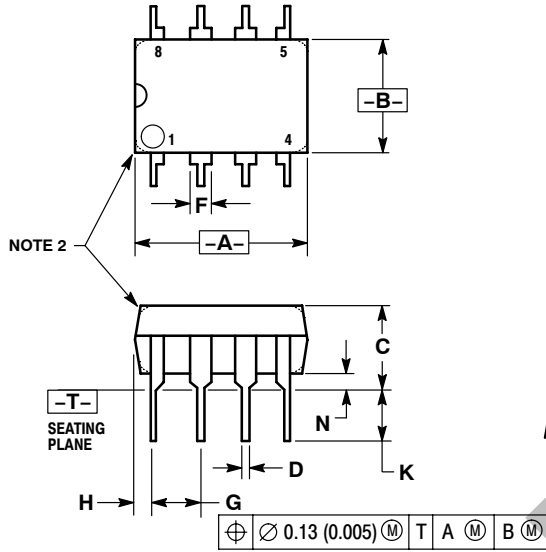 8 5
-B-
1 4
F
NOTE 2
-A-
C
-T-
N
SEATING
PLANE
D
K
H
G
⌖ ∅ 0.13 (0.005) Ⓜ T A Ⓜ B Ⓜ